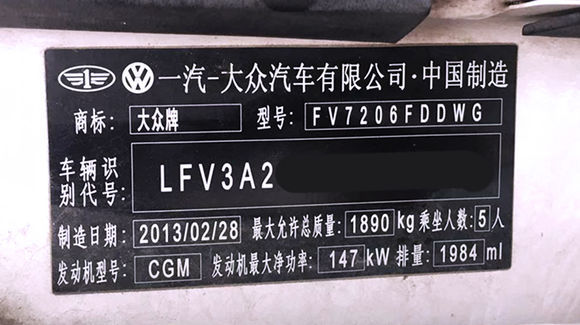 一汽-大众汽车有限公司·中国制造
商标: 大众牌 型号: FV7206FDDWG
车辆识
别代号: LFV3A2
制造日期: 2013/02/28 最大允许总质量: 1890 kg 乘坐人数: 5 人
发动机型号: CGM 发动机最大净功率: 147 kW 排量: 1984 ml